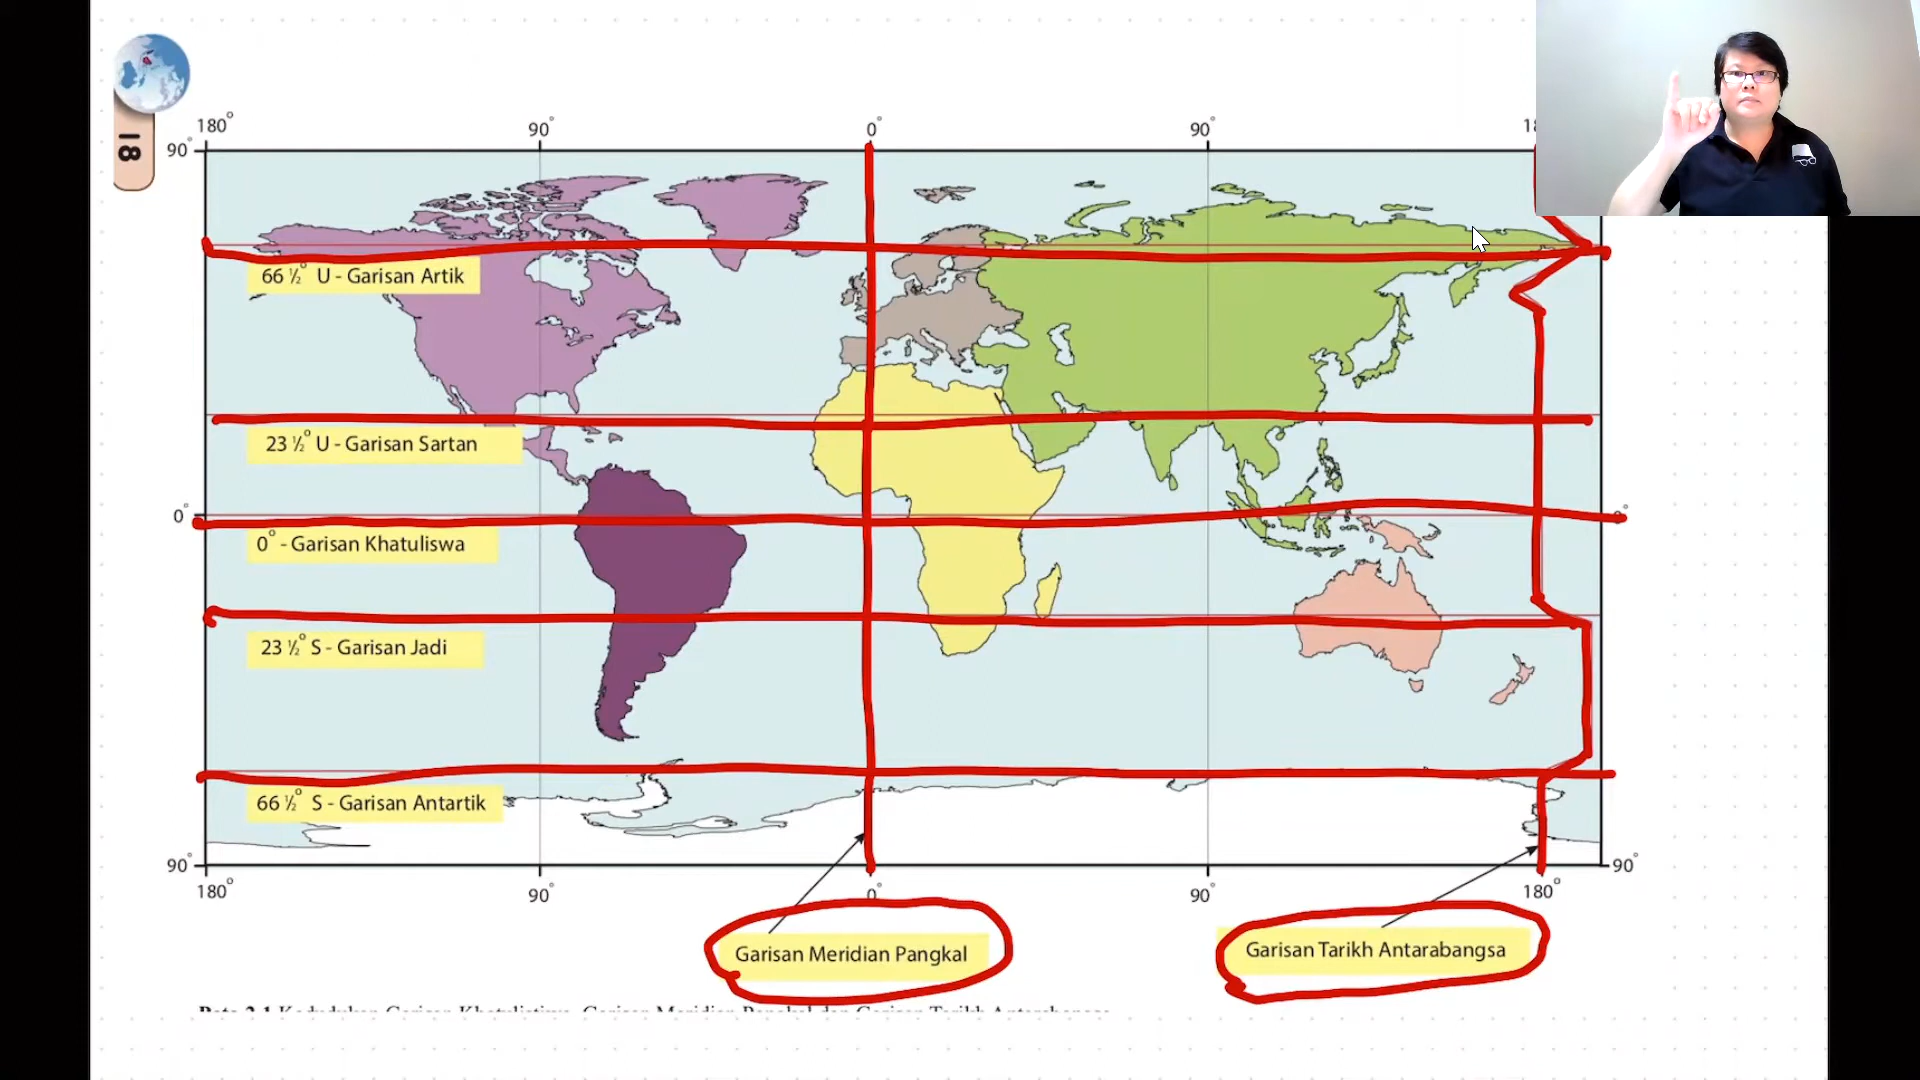 180° 90° 0° 90°
90°
18
66 ½° U - Garisan Artik
23 ½° U - Garisan Sartan
0°
0° - Garisan Khatuliswa
23 ½° S - Garisan Jadi
66 ½° S - Garisan Antartik
90° 90°
180° 90° 0 90° 180°
Garisan Meridian Pangkal
Garisan Tarikh Antarabangsa